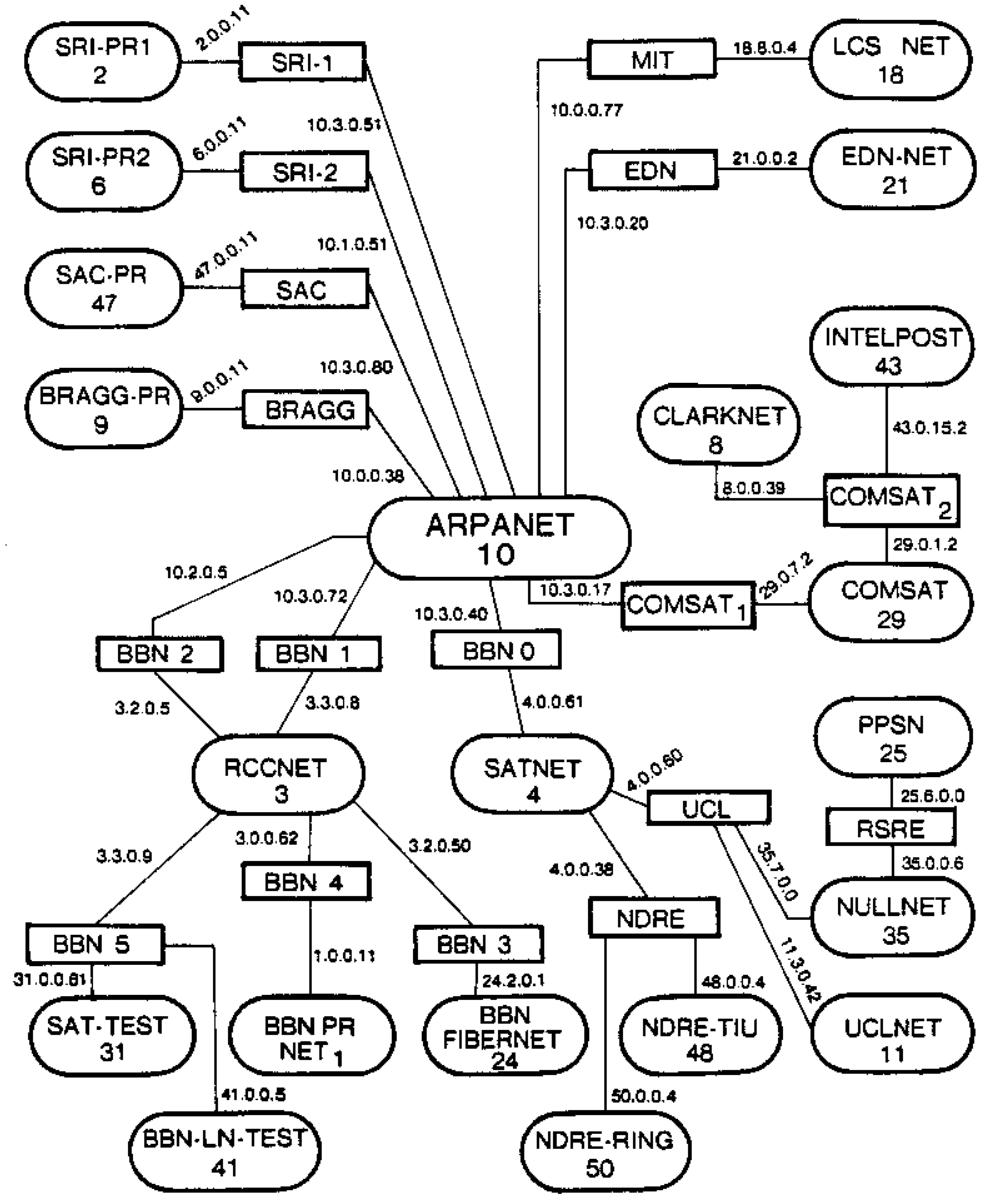 SRI-PR1
2
2.0.0.11
SRI-1
10.3.0.51
MIT
18.8.0.4
LCS NET
18
10.0.0.77
SRI-PR2
6
6.0.0.11
SRI-2
10.1.0.51
EDN
21.0.0.2
EDN-NET
21
10.3.0.20
SAC-PR
47
47.0.0.11
SAC
10.3.0.80
INTELPOST
43
43.0.15.2
BRAGG-PR
9
9.0.0.11
BRAGG
10.0.0.38
CLARKNET
8
8.0.0.39
COMSAT 2
29.0.1.2
ARPANET
10
10.2.0.5
10.3.0.72
10.3.0.40
10.3.0.17
COMSAT 1
29.0.7.2
COMSAT
29
BBN 2
BBN 1
BBN 0
3.2.0.5
3.3.0.8
4.0.0.61
RCCNET
3
SATNET
4
4.0.0.60
UCL
PPSN
25
25.6.0.0
RSRE
35.0.0.6
3.3.0.9
3.0.0.62
3.2.0.50
4.0.0.38
35.7.0.0
BBN 4
NULLNET
35
BBN 5
BBN 3
NDRE
31.0.0.61
1.0.0.11
24.2.0.1
48.0.0.4
11.3.0.42
SAT-TEST
31
BBN PR
NET 1
BBN
FIBERNET
24
NDRE-TIU
48
UCLNET
11
41.0.0.5
50.0.0.4
BBN-LN-TEST
41
NDRE-RING
50